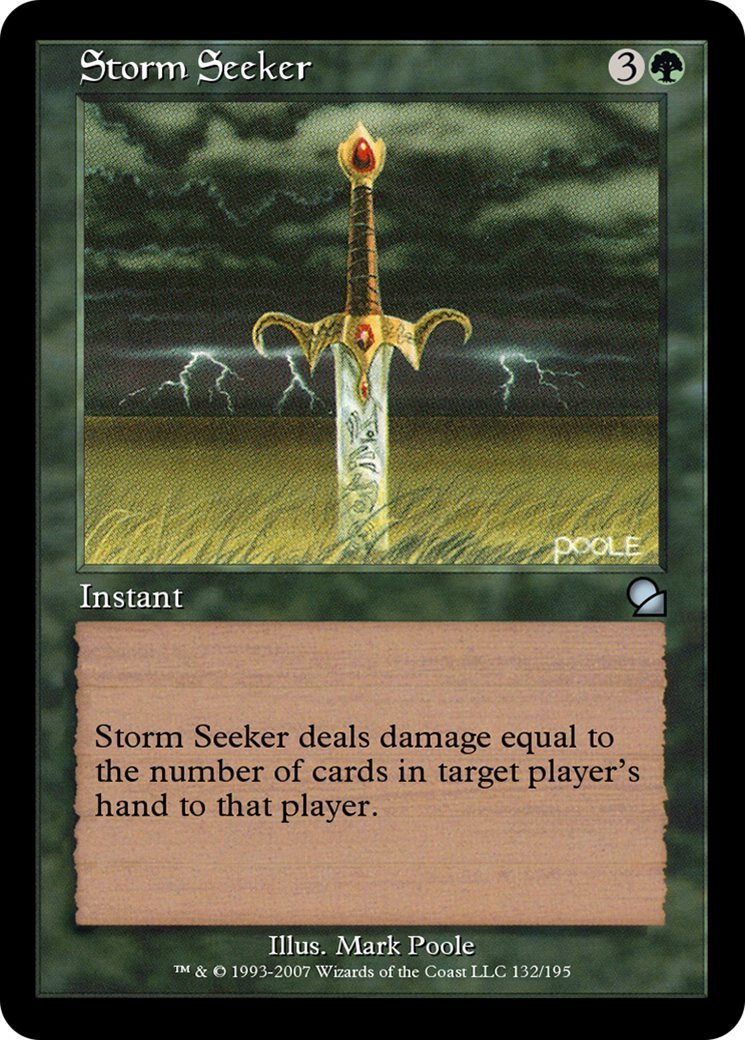 Storm Seeker 3
POOLE
Instant
Storm Seeker deals damage equal to
the number of cards in target player's
hand to that player.
Illus. Mark Poole
™ & © 1993-2007 Wizards of the Coast LLC 132/195